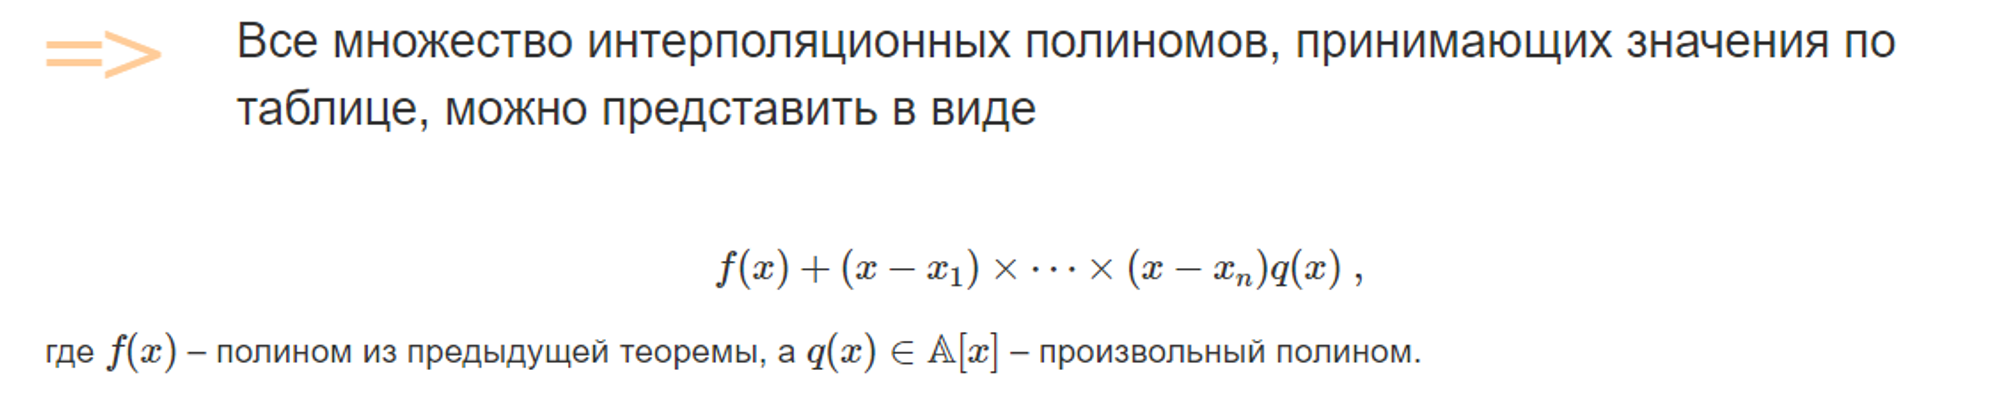 => Все множество интерполяционных полиномов, принимающих значения по
таблице, можно представить в виде
f(x) + (x − x₁) × ⋯ × (x − xₙ)q(x) ,
где f(x) – полином из предыдущей теоремы, а q(x) ∈ 𝔸[x] – произвольный полином.